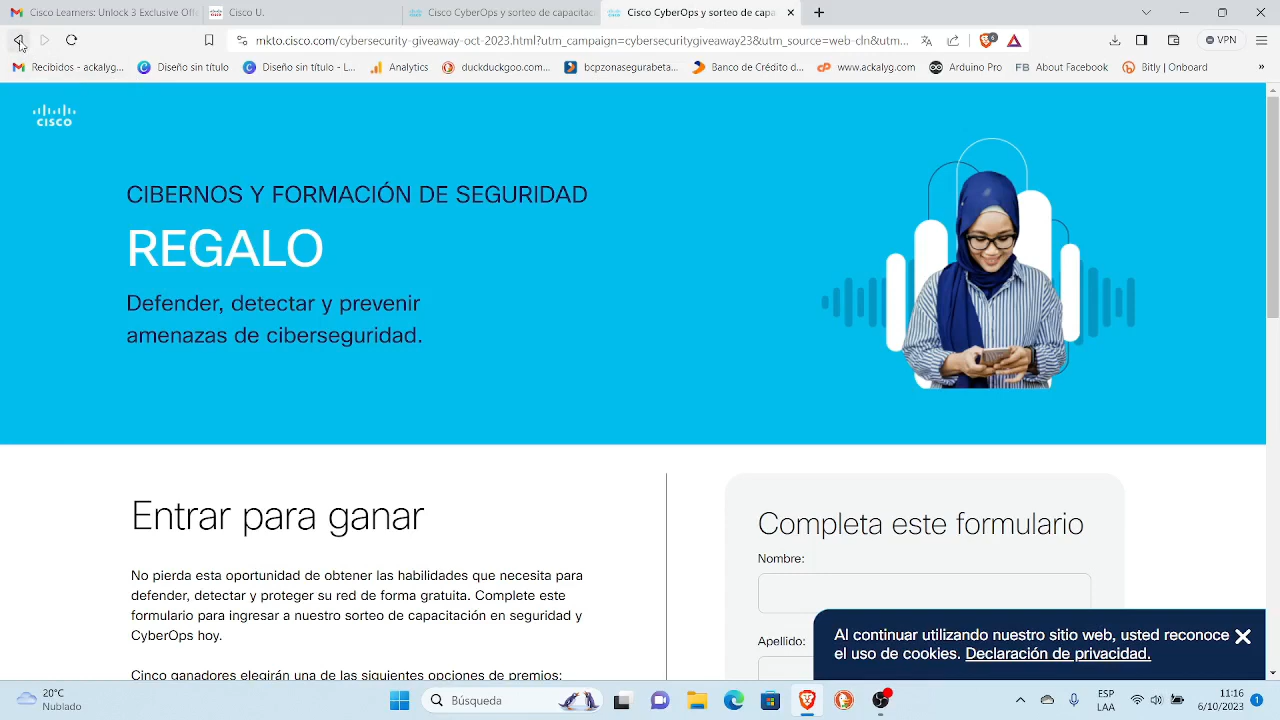 Cisco Learners: Unlock 3 Exclusive Off
Cisco U.
Cisco CyberOps y sorteo de capacitac
Cisco CyberOps y sorteo de capa
mkto.com/cybersecurity-giveaway-oct-2023.html?utm_campaign=cybersecuritygiveaway23&utm_source=web-cln&utm...
6
VPN
Recibidos - ackalyg...
Diseño sin título
Diseño sin título - L...
Analytics
duckduckgoo.com...
bcpzonasegurabeta...
Banco de Crédito d...
www.ackalyg.com
Arduino Pro
FB About Facebook
Bitly | Onboard
»
CISCO
CIBERNOS Y FORMACIÓN DE SEGURIDAD
REGALO
Defender, detectar y prevenir
amenazas de ciberseguridad.
Entrar para ganar
No pierda esta oportunidad de obtener las habilidades que necesita para
defender, detectar y proteger su red de forma gratuita. Complete este
formulario para ingresar a nuestro sorteo de capacitación en seguridad y
CyberOps hoy.
Cinco ganadores elegirán una de las siguientes opciones de premios:
Completa este formulario
Nombre:
Apellido:
Al continuar utilizando nuestro sitio web, usted reconoce
el uso de cookies. Declaración de privacidad.
20°C
Nublado
Búsqueda
ESP
LAA
11:16
6/10/2023
1